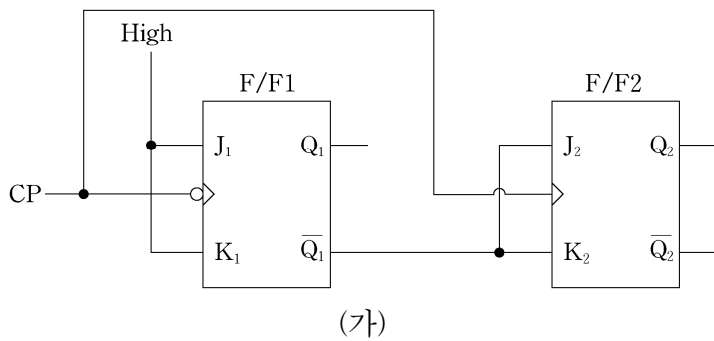 High
F/F1
F/F2
J₁
Q₁
J₂
Q₂
CP
K₁
Q̅₁
K₂
Q̅₂
(가)